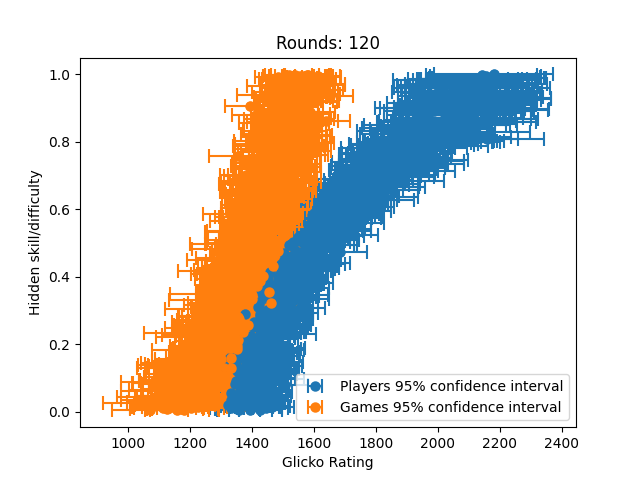 Rounds: 120
1.0
0.8
0.6
0.4
0.2
0.0
Hidden skill/difficulty
Players 95% confidence interval
Games 95% confidence interval
1000 1200 1400 1600 1800 2000 2200 2400
Glicko Rating